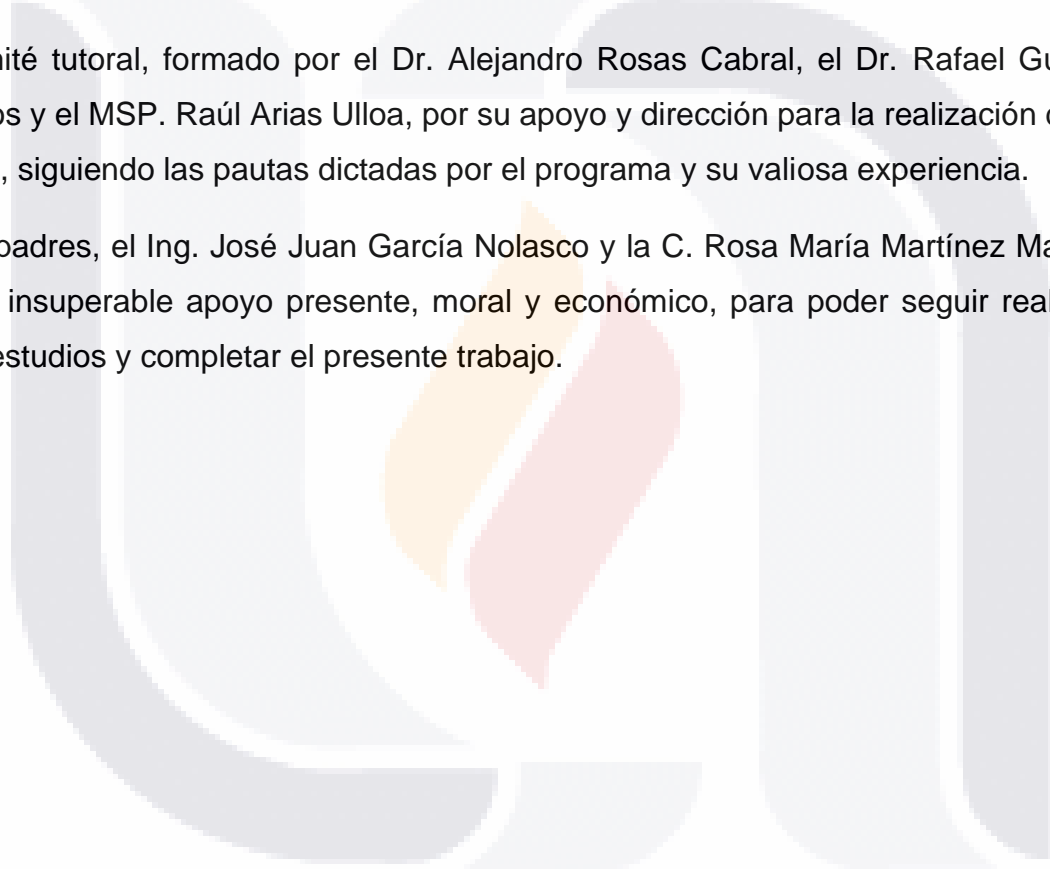 ité tutoral, formado por el Dr. Alejandro Rosas Cabral, el Dr. Rafael Gu
os y el MSP. Raúl Arias Ulloa, por su apoyo y dirección para la realización
, siguiendo las pautas dictadas por el programa y su valiosa experiencia.
padres, el Ing. José Juan García Nolasco y la C. Rosa María Martínez Ma
insuperable apoyo presente, moral y económico, para poder seguir real
estudios y completar el presente trabajo.